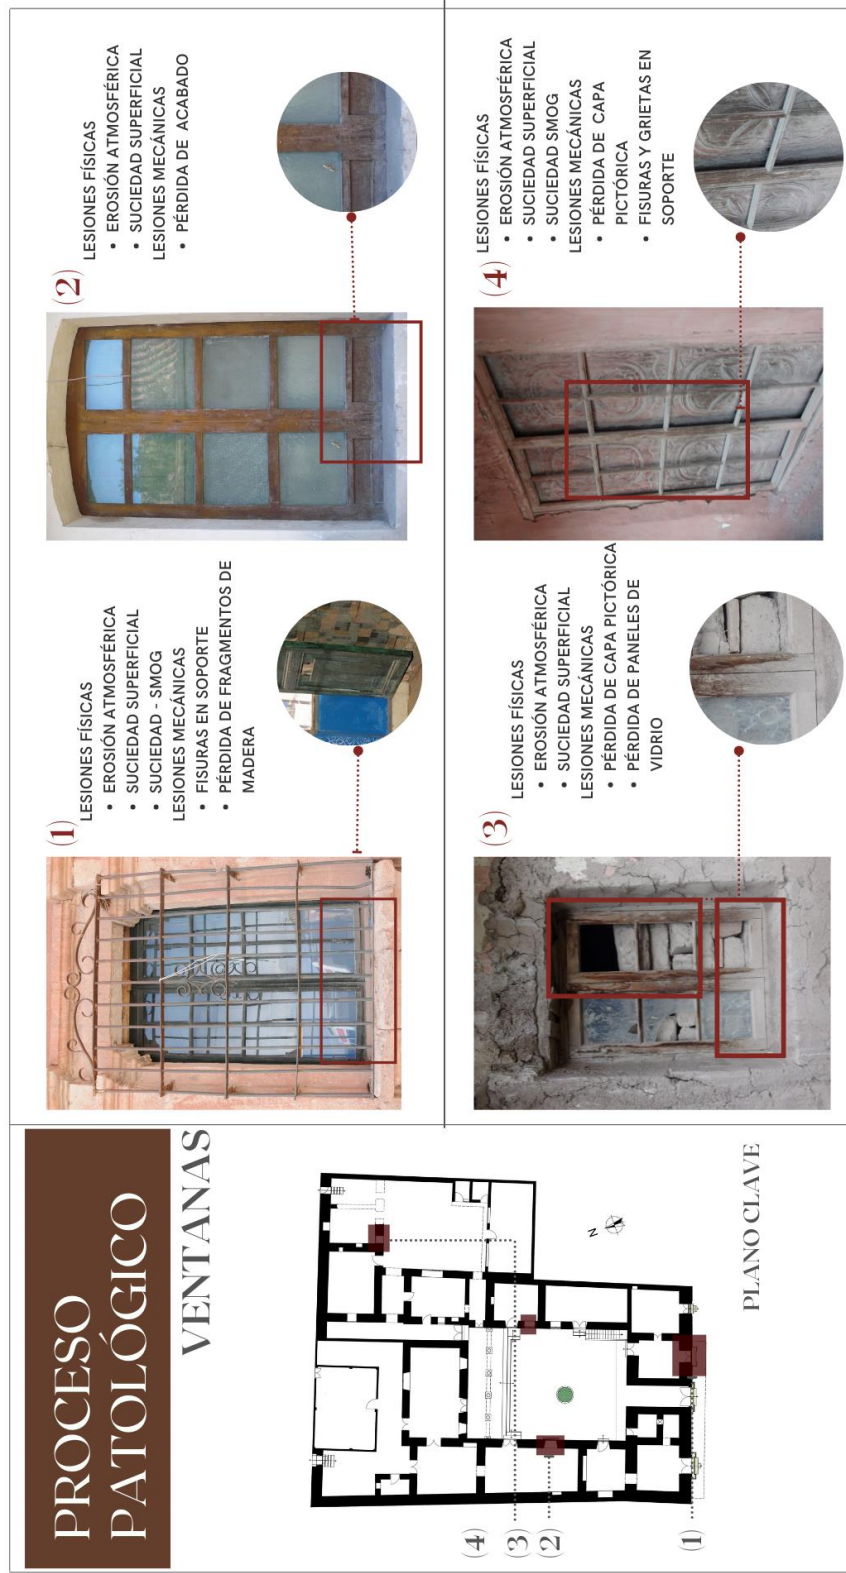 PROCESO
PATOLÓGICO
VENTANAS
(4)
(3)
(2)
(1)
N
PLANO CLAVE
(1)
LESIONES FÍSICAS
• EROSIÓN ATMOSFÉRICA
• SUCIEDAD SUPERFICIAL
• SUCIEDAD - SMOG
LESIONES MECÁNICAS
• FISURAS EN SOPORTE
• PÉRDIDA DE FRAGMENTOS DE
MADERA
(2)
LESIONES FÍSICAS
• EROSIÓN ATMOSFÉRICA
• SUCIEDAD SUPERFICIAL
LESIONES MECÁNICAS
• PÉRDIDA DE ACABADO
(3)
LESIONES FÍSICAS
• EROSIÓN ATMOSFÉRICA
• SUCIEDAD SUPERFICIAL
LESIONES MECÁNICAS
• PÉRDIDA DE CAPA PICTÓRICA
• PÉRDIDA DE PANELES DE
VIDRIO
(4)
LESIONES FÍSICAS
• EROSIÓN ATMOSFÉRICA
• SUCIEDAD SUPERFICIAL
• SUCIEDAD SMOG
LESIONES MECÁNICAS
• PÉRDIDA DE CAPA
PICTÓRICA
• FISURAS Y GRIETAS EN
SOPORTE